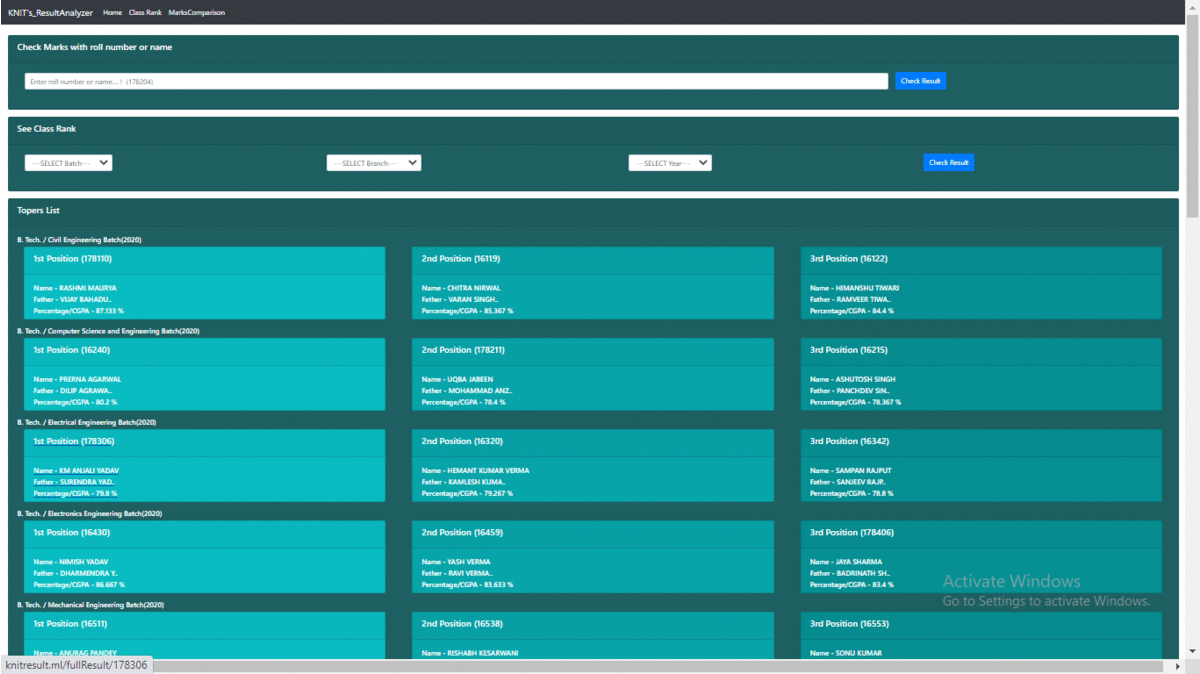 KNIT's_ResultAnalyzer Home Class Rank MarksComparison
Check Marks with roll number or name
Enter roll number or name... ! (178204) Check Result
See Class Rank
---SELECT Batch--- ---SELECT Branch--- ---SELECT Year--- Check Result
Topers List
B. Tech. / Civil Engineering Batch(2020)
1st Position (178110) 2nd Position (16119) 3rd Position (16122)
Name - RASHMI MAURYA Name - CHITRA NIRWAL Name - HIMANSHU TIWARI
Father - VIJAY BAHADU.. Father - VARAN SINGH.. Father - RAMVEER TIWA..
Percentage/CGPA - 87.133 % Percentage/CGPA - 85.367 % Percentage/CGPA - 84.4 %
B. Tech. / Computer Science and Engineering Batch(2020)
1st Position (16240) 2nd Position (178211) 3rd Position (16215)
Name - PRERNA AGARWAL Name - UQBA JABEEN Name - ASHUTOSH SINGH
Father - DILIP AGRAWA.. Father - MOHAMMAD ANZ.. Father - PANCHDEV SIN..
Percentage/CGPA - 80.2 % Percentage/CGPA - 78.4 % Percentage/CGPA - 78.367 %
B. Tech. / Electrical Engineering Batch(2020)
1st Position (178306) 2nd Position (16320) 3rd Position (16342)
Name - KM ANJALI YADAV Name - HEMANT KUMAR VERMA Name - SAMPAN RAJPUT
Father - SURENDRA YAD.. Father - KAMLESH KUMA.. Father - SANJEEV RAJP..
Percentage/CGPA - 79.8 % Percentage/CGPA - 79.267 % Percentage/CGPA - 78.8 %
B. Tech. / Electronics Engineering Batch(2020)
1st Position (16430) 2nd Position (16459) 3rd Position (178406)
Name - NIMISH YADAV Name - YASH VERMA Name - JAYA SHARMA
Father - DHARMENDRA Y.. Father - RAVI VERMA.. Father - BADRINATH SH..
Percentage/CGPA - 86.667 % Percentage/CGPA - 83.633 % Percentage/CGPA - 83.4 %
Activate Windows
Go to Settings to activate Windows.
B. Tech. / Mechanical Engineering Batch(2020)
1st Position (16511) 2nd Position (16538) 3rd Position (16553)
Name - ANURAG PANDEY Name - RISHABH KESARWANI Name - SONU KUMAR
knitresult.ml/fullResult/178306